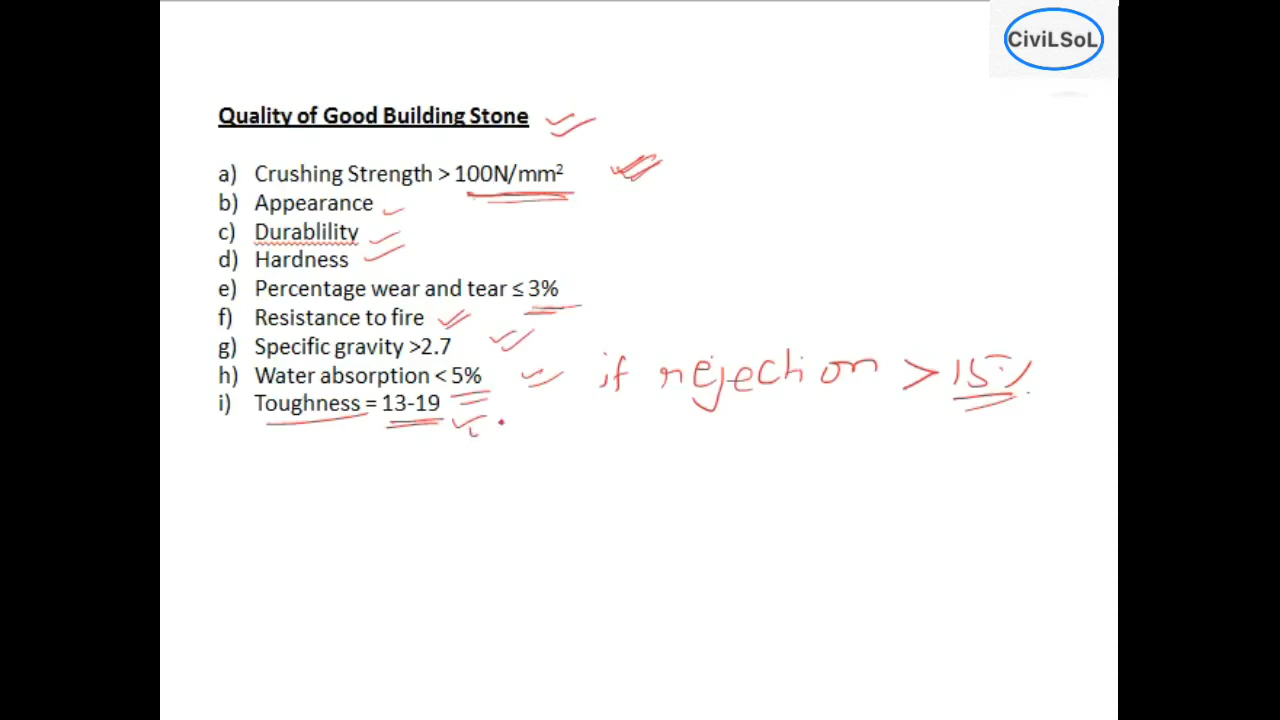 CiviLSoL
Quality of Good Building Stone
a) Crushing Strength > 100N/mm²
b) Appearance
c) Durablility
d) Hardness
e) Percentage wear and tear ≤ 3%
f) Resistance to fire
g) Specific gravity >2.7
h) Water absorption < 5% if rejection > 15%
i) Toughness = 13-19